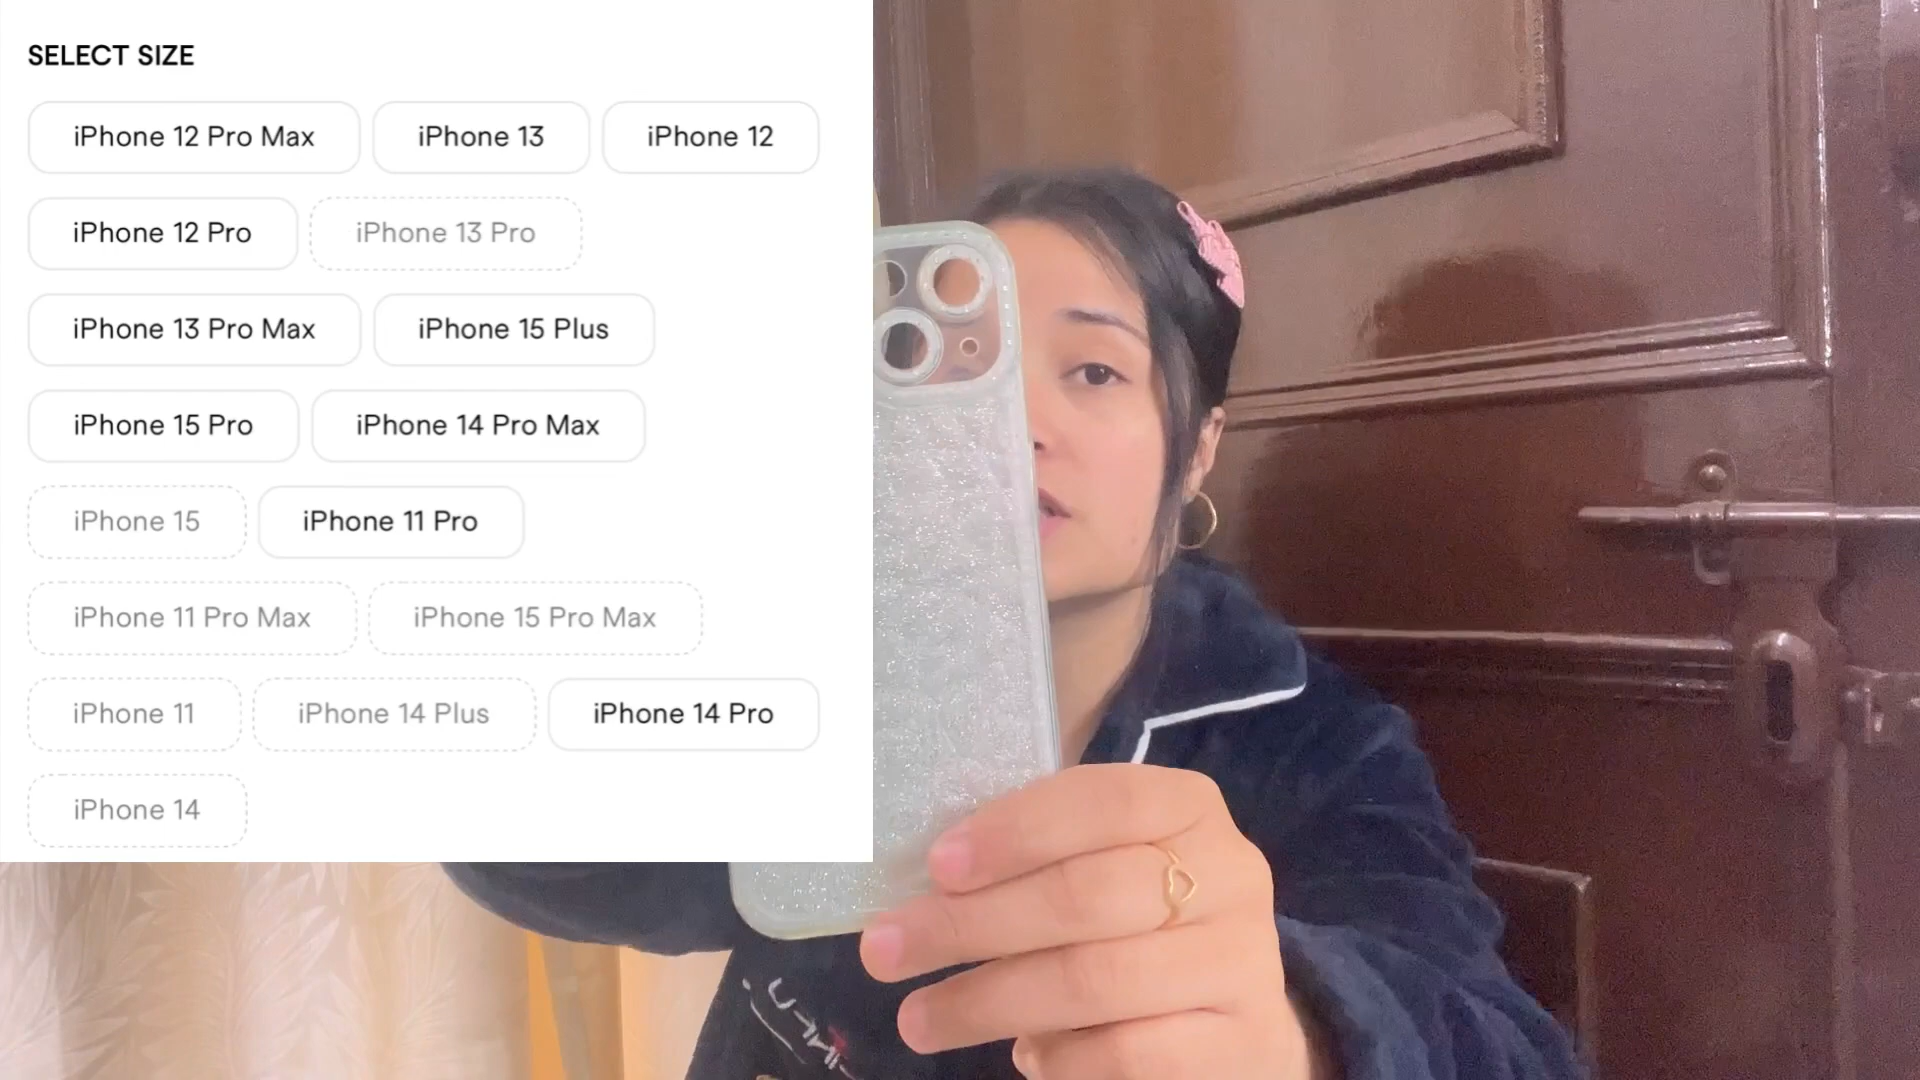 SELECT SIZE
iPhone 12 Pro Max iPhone 13 iPhone 12
iPhone 12 Pro iPhone 13 Pro
iPhone 13 Pro Max iPhone 15 Plus
iPhone 15 Pro iPhone 14 Pro Max
iPhone 15 iPhone 11 Pro
iPhone 11 Pro Max iPhone 15 Pro Max
iPhone 11 iPhone 14 Plus iPhone 14 Pro
iPhone 14